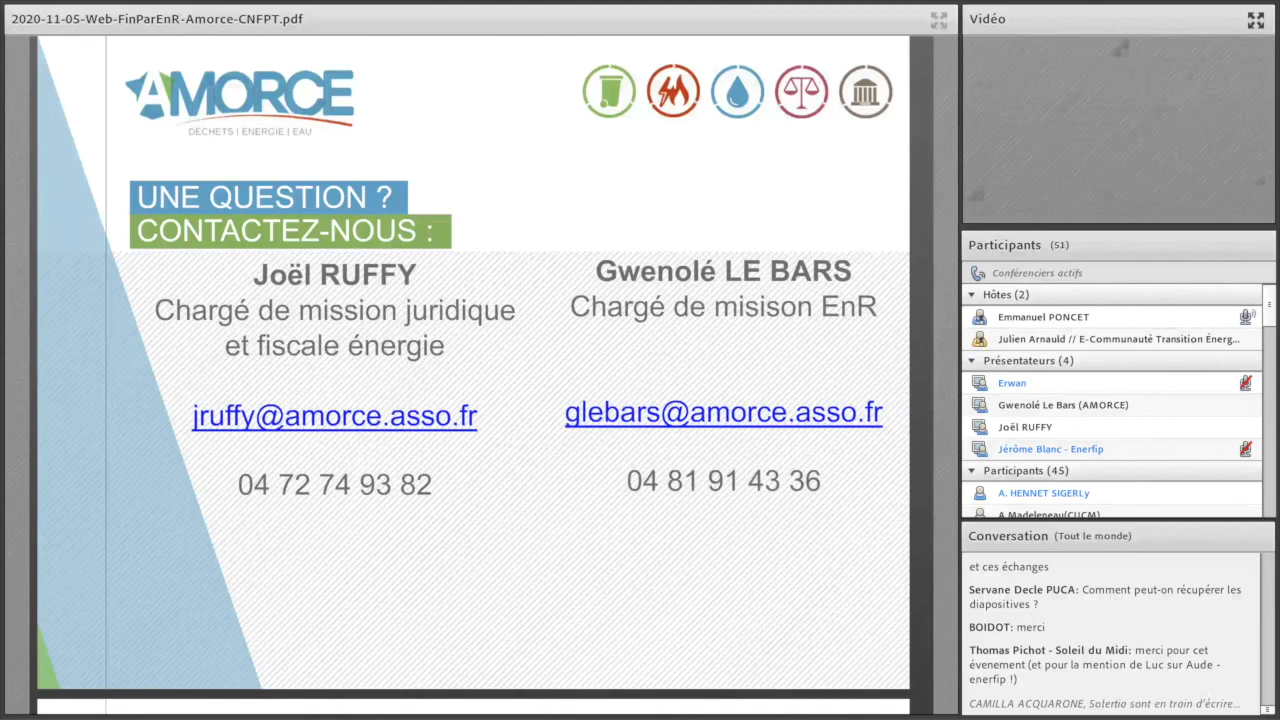 2020-11-05-Web-FinParEnR-Amorce-CNFPT.pdf
AMORCE
DECHETS | ENERGIE | EAU
UNE QUESTION ?
CONTACTEZ-NOUS :
Joël RUFFY
Chargé de mission juridique
et fiscale énergie
jruffy@amorce.asso.fr
04 72 74 93 82
Gwenolé LE BARS
Chargé de misison EnR
glebars@amorce.asso.fr
04 81 91 43 36
Vidéo
Participants (51)
Conférenciers actifs
Hôtes (2)
Emmanuel PONCET
Julien Arnauld // E-Communauté Transition Énerg...
Présentateurs (4)
Erwan
Gwenolé Le Bars (AMORCE)
Joël RUFFY
Jérôme Blanc - Enerfip
Participants (45)
A. HENNET SIGERLy
A Madeleneau(CUCM)
Conversation (Tout le monde)
et ces échanges
Servane Decle PUCA: Comment peut-on récupérer les
diapositives ?
BOIDOT: merci
Thomas Pichot - Soleil du Midi: merci pour cet
évenement (et pour la mention de Luc sur Aude -
enerfip !)
CAMILLA ACQUARONE, Solertia sont en train d'écrire...